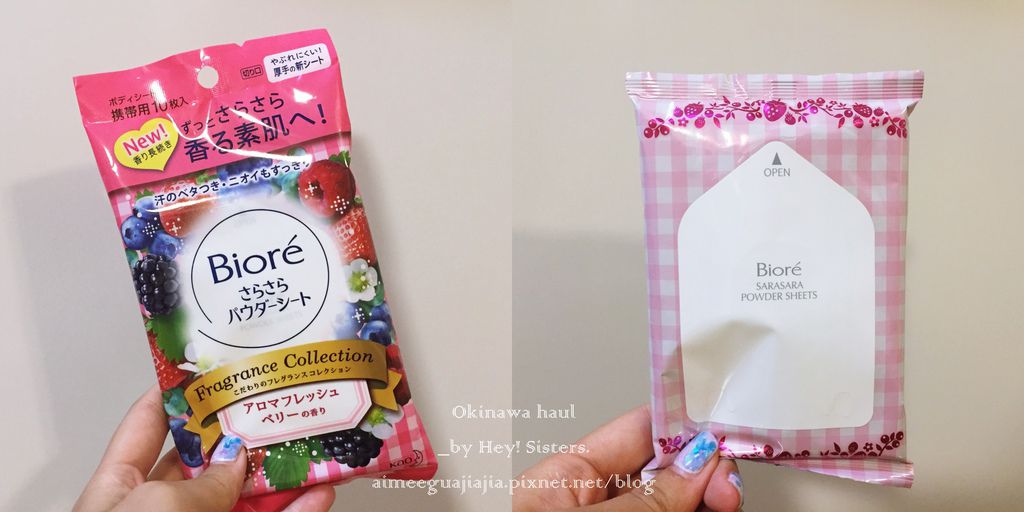 やぶれにくい!
厚手の新シート
切り口
ボディシート
携帯用10枚入
ずっとさらさら
香る素肌へ!
New!
香り長続き
汗のベタつき・ニオイもすっきり
Bioré
さらさら
パウダーシート
POWDER SHEETS
Fragrance Collection
こだわりのフレグランスコレクション
アロマフレッシュ
ベリーの香り
KAO
OPEN
Bioré
SARASARA
POWDER SHEETS
Okinawa haul
_by Hey! Sisters.
aimeeguajiajia.pixnet.net/blog